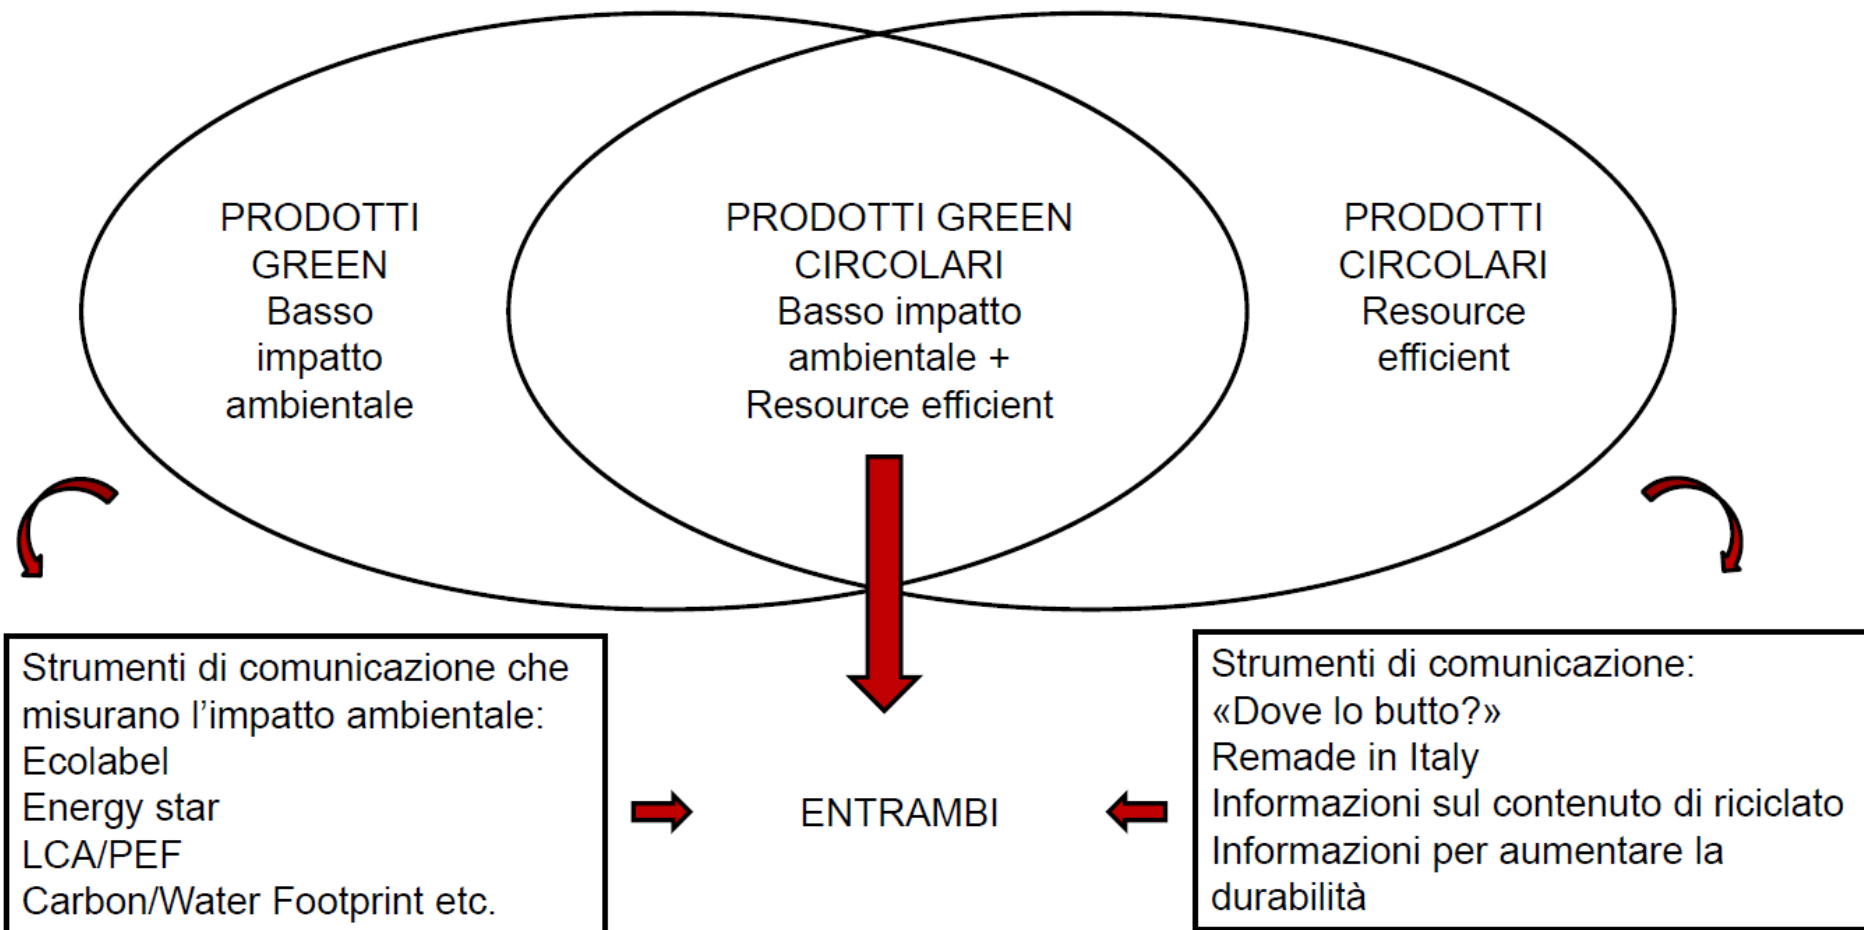 PRODOTTI
GREEN
Basso
impatto
ambientale
PRODOTTI GREEN
CIRCOLARI
Basso impatto
ambientale +
Resource efficient
PRODOTTI
CIRCOLARI
Resource
efficient
Strumenti di comunicazione che
misurano l'impatto ambientale:
Ecolabel
Energy star
LCA/PEF
Carbon/Water Footprint etc.
ENTRAMBI
Strumenti di comunicazione:
«Dove lo butto?»
Remade in Italy
Informazioni sul contenuto di riciclato
Informazioni per aumentare la
durabilità